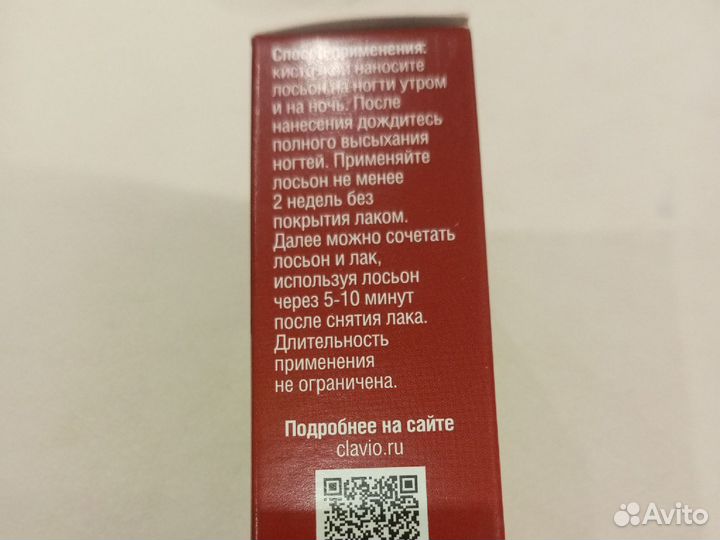 Способ применения:
кисточкой наносите
лосьон на ногти утром
и на ночь. После
нанесения дождитесь
полного высыхания
ногтей. Применяйте
лосьон не менее
2 недель без
покрытия лаком.
Далее можно сочетать
лосьон и лак,
используя лосьон
через 5-10 минут
после снятия лака.
Длительность
применения
не ограничена.
Подробнее на сайте
clavio.ru
Avito